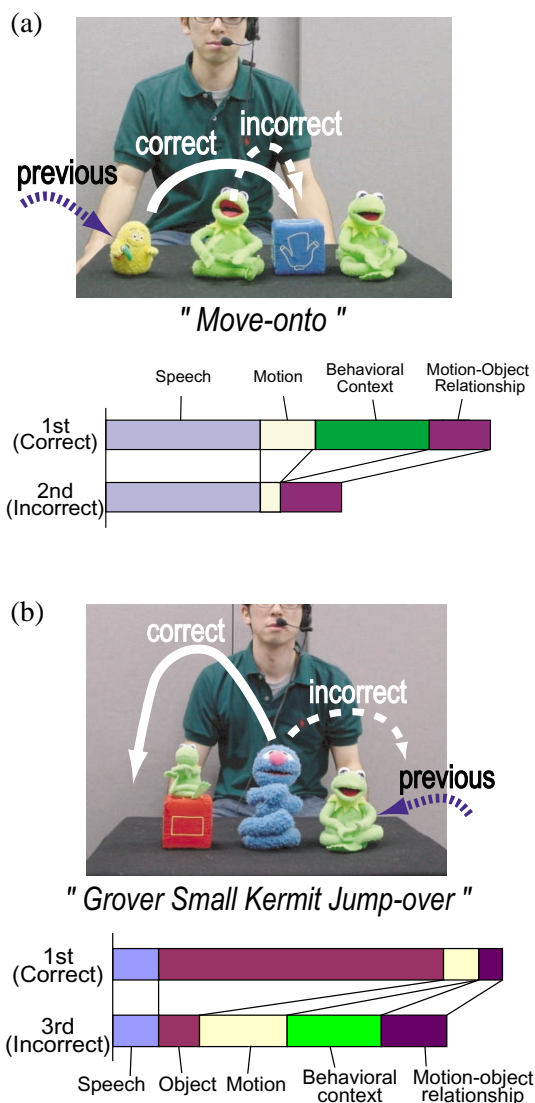 (a)
incorrect
correct
previous
" Move-onto "
Speech
Motion
Behavioral
Context
Motion-Object
Relationship
1st
(Correct)
2nd
(Incorrect)
(b)
correct
incorrect
previous
" Grover Small Kermit Jump-over "
1st
(Correct)
3rd
(Incorrect)
Speech
Object
Motion
Behavioral
context
Motion-object
relationship